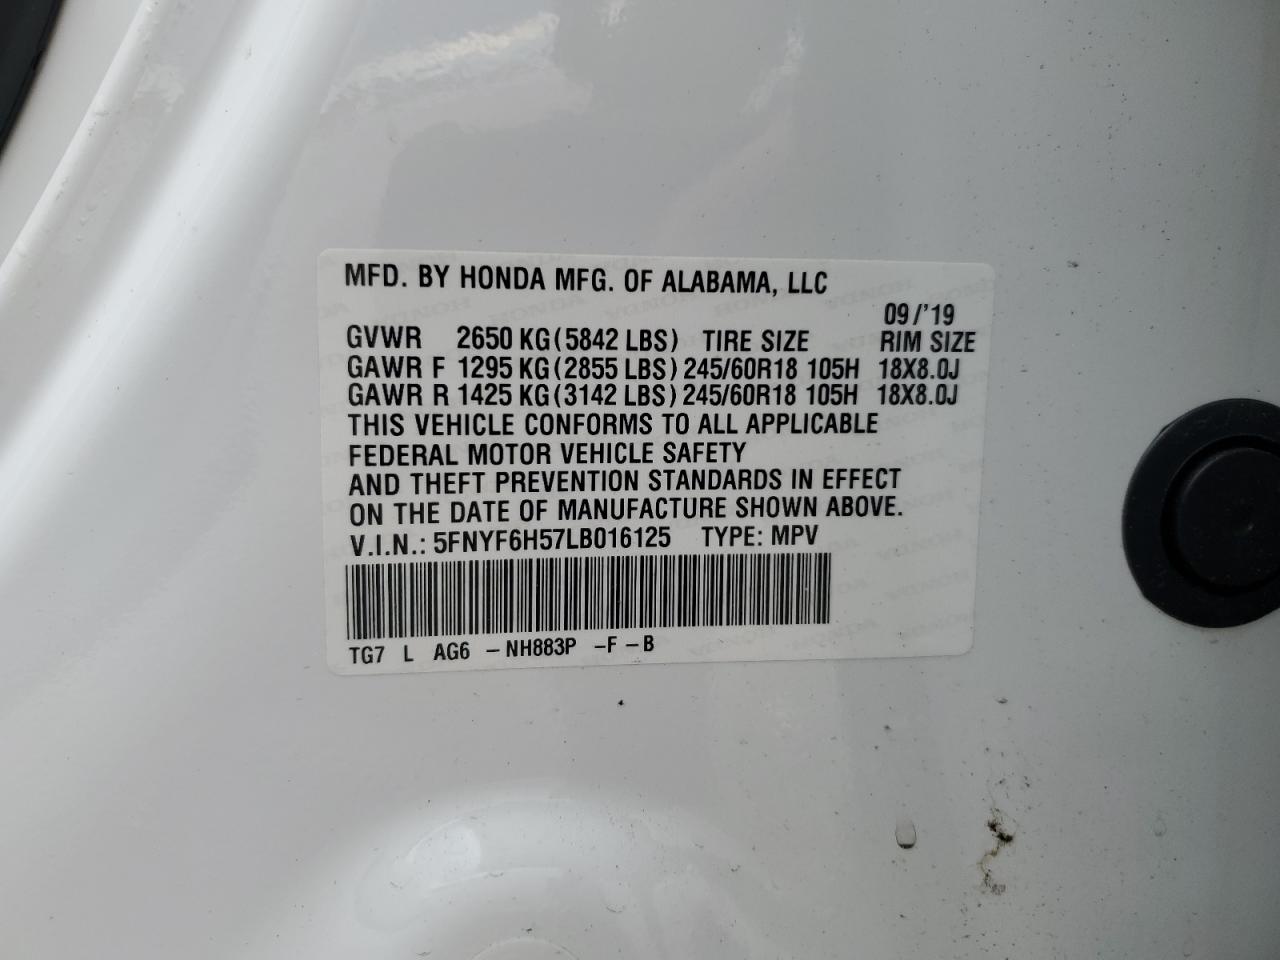 MFD. BY HONDA MFG. OF ALABAMA, LLC
09/'19
GVWR 2650 KG(5842 LBS) TIRE SIZE RIM SIZE
GAWR F 1295 KG(2855 LBS) 245/60R18 105H 18X8.0J
GAWR R 1425 KG(3142 LBS) 245/60R18 105H 18X8.0J
THIS VEHICLE CONFORMS TO ALL APPLICABLE
FEDERAL MOTOR VEHICLE SAFETY
AND THEFT PREVENTION STANDARDS IN EFFECT
ON THE DATE OF MANUFACTURE SHOWN ABOVE.
V.I.N.: 5FNYF6H57LB016125 TYPE: MPV
TG7 L AG6 -NH883P -F-B